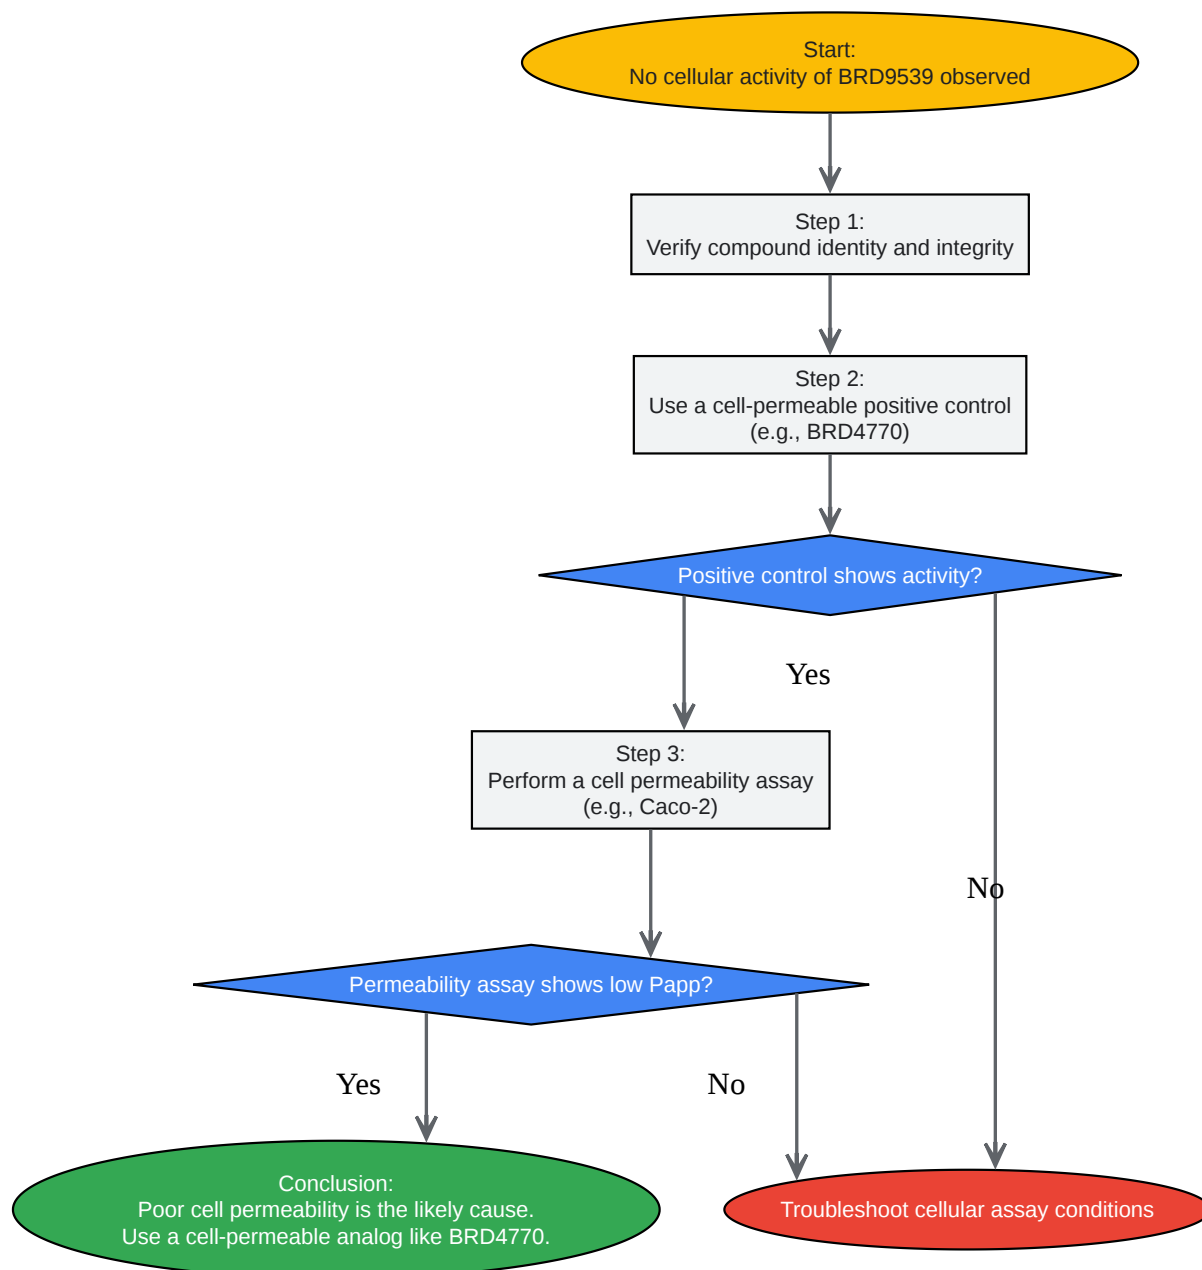 Start:
No cellular activity of BRD9539 observed
Step 1:
Verify compound identity and integrity
Step 2:
Use a cell-permeable positive control
(e.g., BRD4770)
Positive control shows activity?
Yes
Step 3:
Perform a cell permeability assay
(e.g., Caco-2)
No
Permeability assay shows low Papp?
Yes
No
Conclusion:
Poor cell permeability is the likely cause.
Use a cell-permeable analog like BRD4770.
Troubleshoot cellular assay conditions